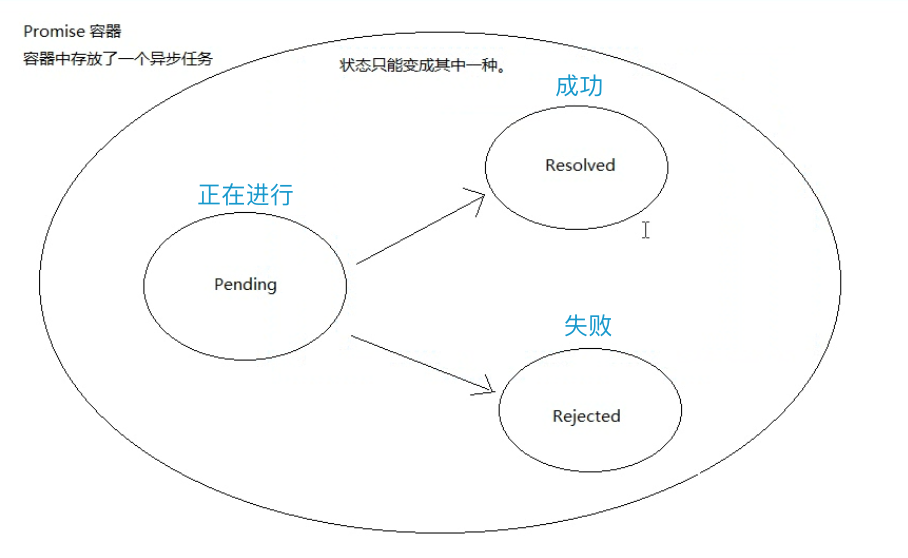 Promise 容器
容器中存放了一个异步任务
状态只能变成其中一种。
成功
Resolved
正在进行
Pending
失败
Rejected